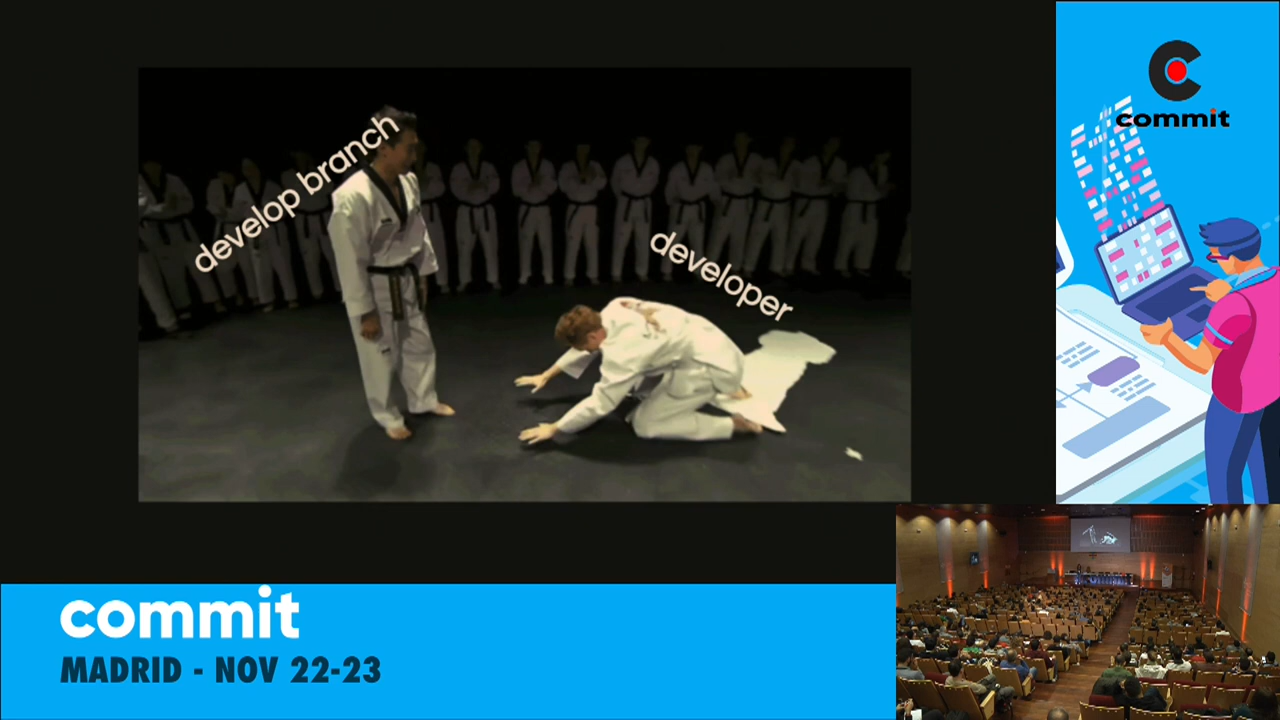 develop branch
developer
commit
commit
MADRID - NOV 22-23